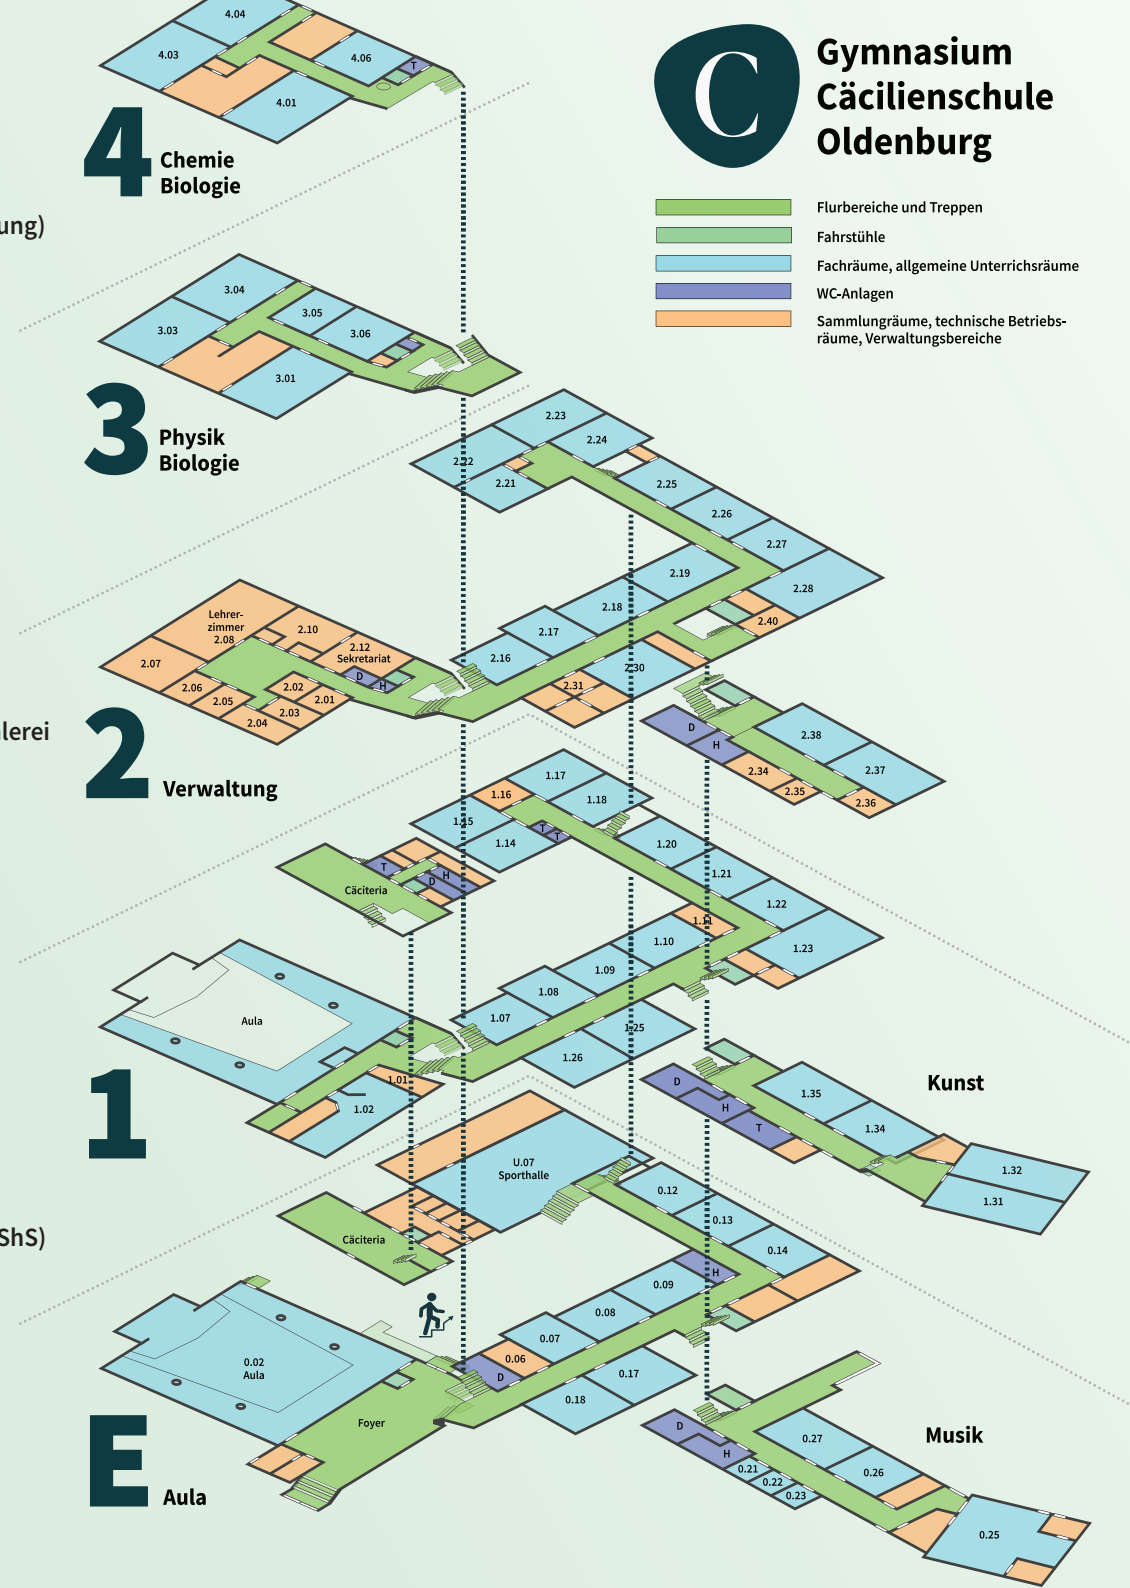 C
Gymnasium
Cäcilienschule
Oldenburg
Flurbereiche und Treppen
Fahrstühle
Fachräume, allgemeine Unterrichsräume
WC-Anlagen
Sammlungräume, technische Betriebs-
räume, Verwaltungsbereiche
4.04
4.03
4.06
T
4.01
4
Chemie
Biologie
ung)
3.04
3.05
3.03
3.06
3.01
3
Physik
Biologie
2.23
2.24
2.22
2.21
2.25
2.26
2.27
2.28
2.19
2.18
2.40
2.17
2.16
2.30
2.31
Lehrer-
zimmer
2.08
2.10
2.12
Sekretariat
2.07
D
H
2.06
2.05
2.02
2.01
2.03
2.04
2.38
D
H
2.37
2.34
2.35
2.36
lerei
2
Verwaltung
1.17
1.16
1.18
1.15
T
T
1.14
1.20
1.21
1.22
1.23
1.11
1.10
1.09
1.08
1.07
1.25
1.26
T
H
D
Cäciteria
Aula
1.01
1.02
1
Kunst
D
1.35
H
T
1.34
1.32
1.31
U.07
Sporthalle
0.12
0.13
0.14
H
0.09
0.08
0.07
0.06
D
0.17
0.18
Cäciteria
ShS)
0.02
Aula
Foyer
E
Aula
Musik
D
0.27
H
0.26
0.21
0.22
0.23
0.25